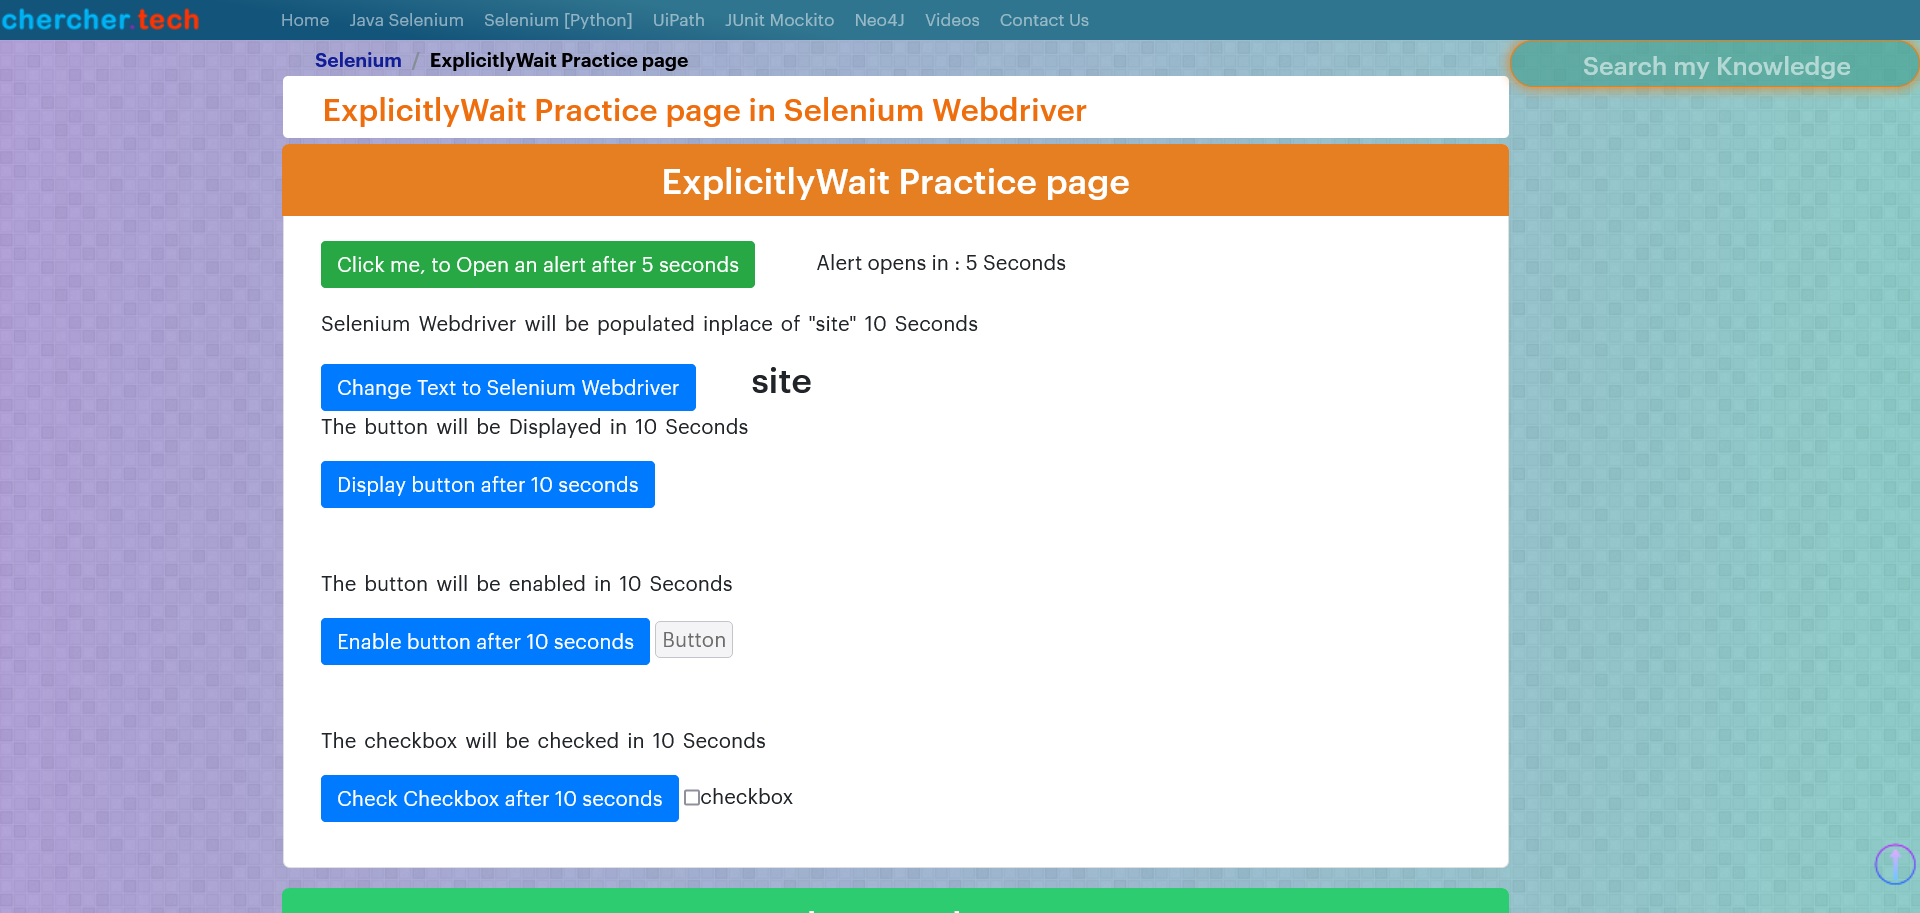 chercher.tech Home Java Selenium Selenium [Python] UiPath JUnit Mockito Neo4J Videos Contact Us
Selenium / ExplicitlyWait Practice page
Search my Knowledge
ExplicitlyWait Practice page in Selenium Webdriver
ExplicitlyWait Practice page
Click me, to Open an alert after 5 seconds Alert opens in : 5 Seconds
Selenium Webdriver will be populated inplace of "site" 10 Seconds
Change Text to Selenium Webdriver site
The button will be Displayed in 10 Seconds
Display button after 10 seconds
The button will be enabled in 10 Seconds
Enable button after 10 seconds Button
The checkbox will be checked in 10 Seconds
Check Checkbox after 10 seconds checkbox